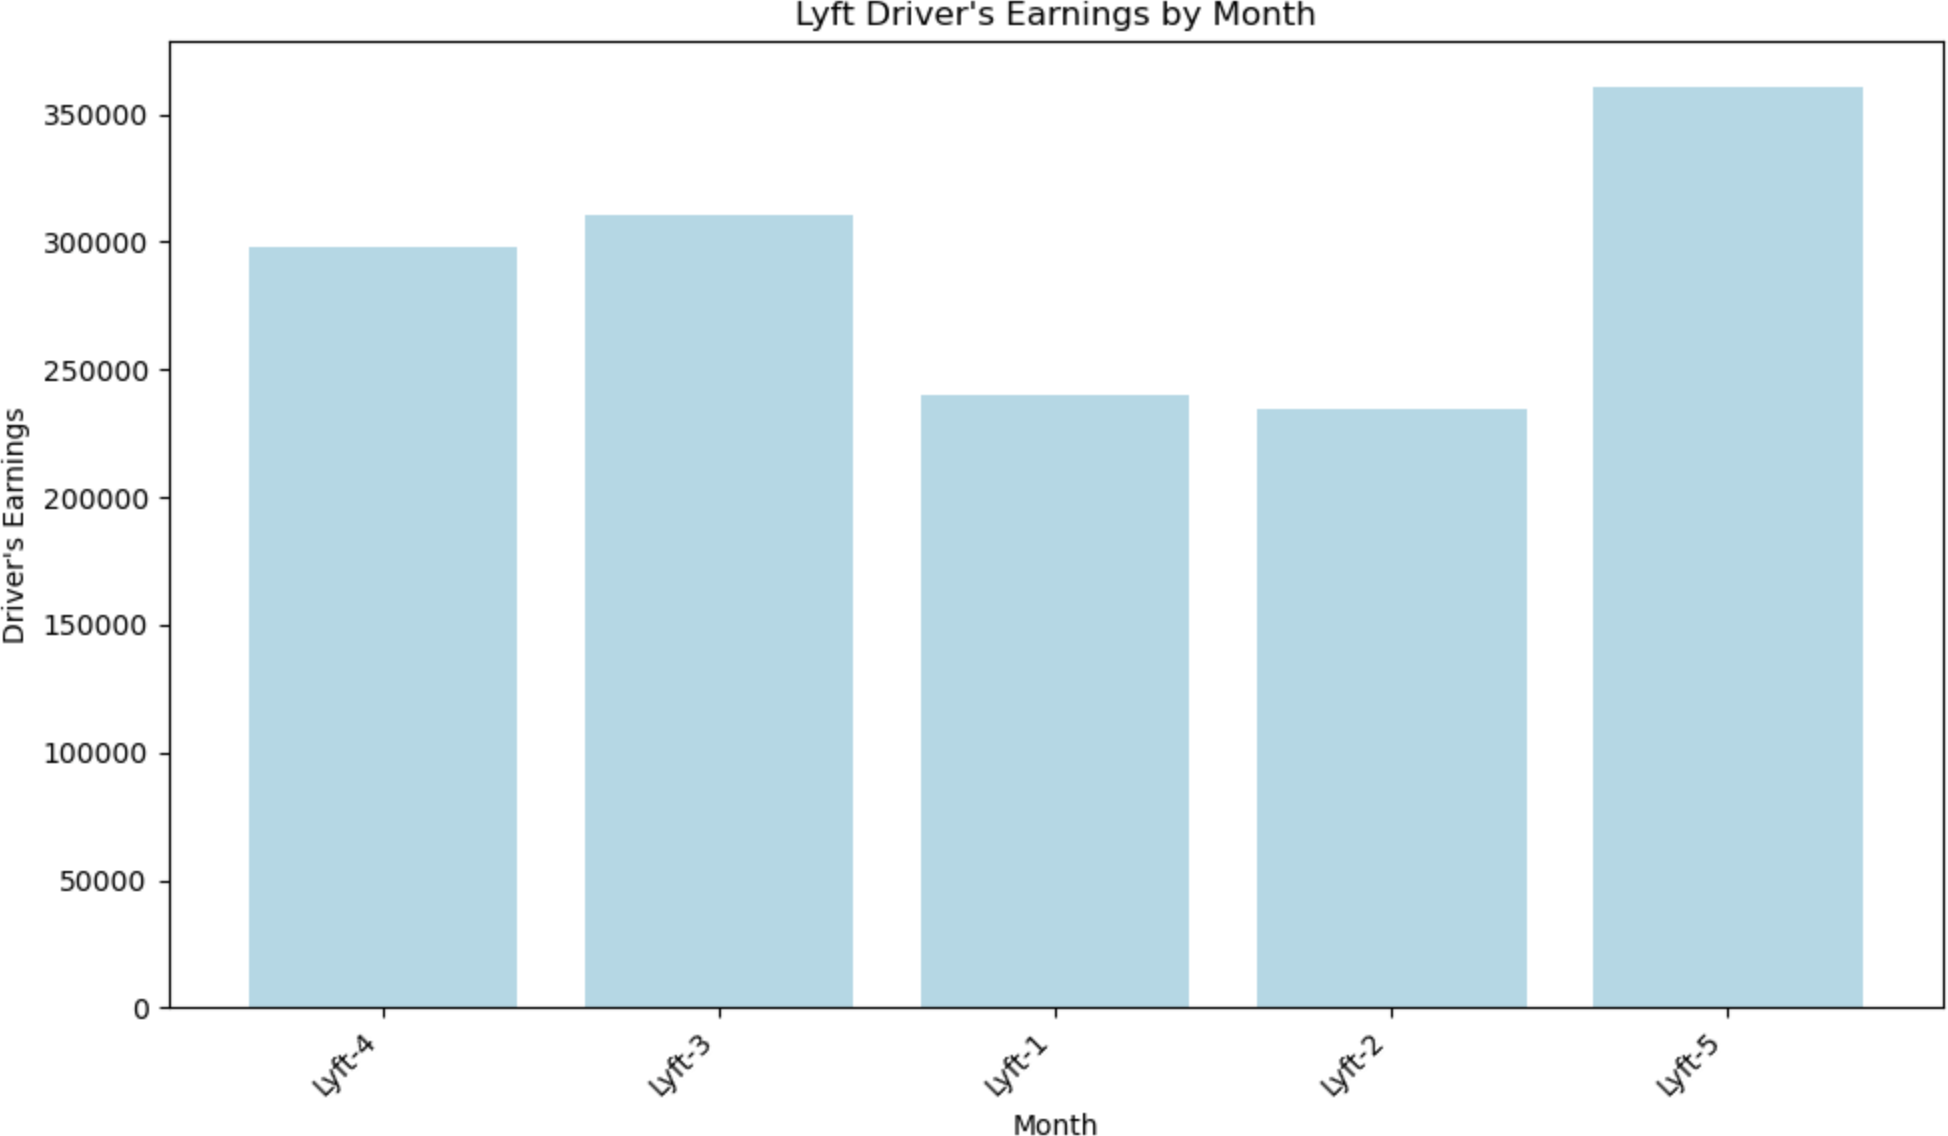 Lyft Driver's Earnings by Month
Driver's Earnings
350000
300000
250000
200000
150000
100000
50000
0
Lyft-4
Lyft-3
Lyft-1
Lyft-2
Lyft-5
Month